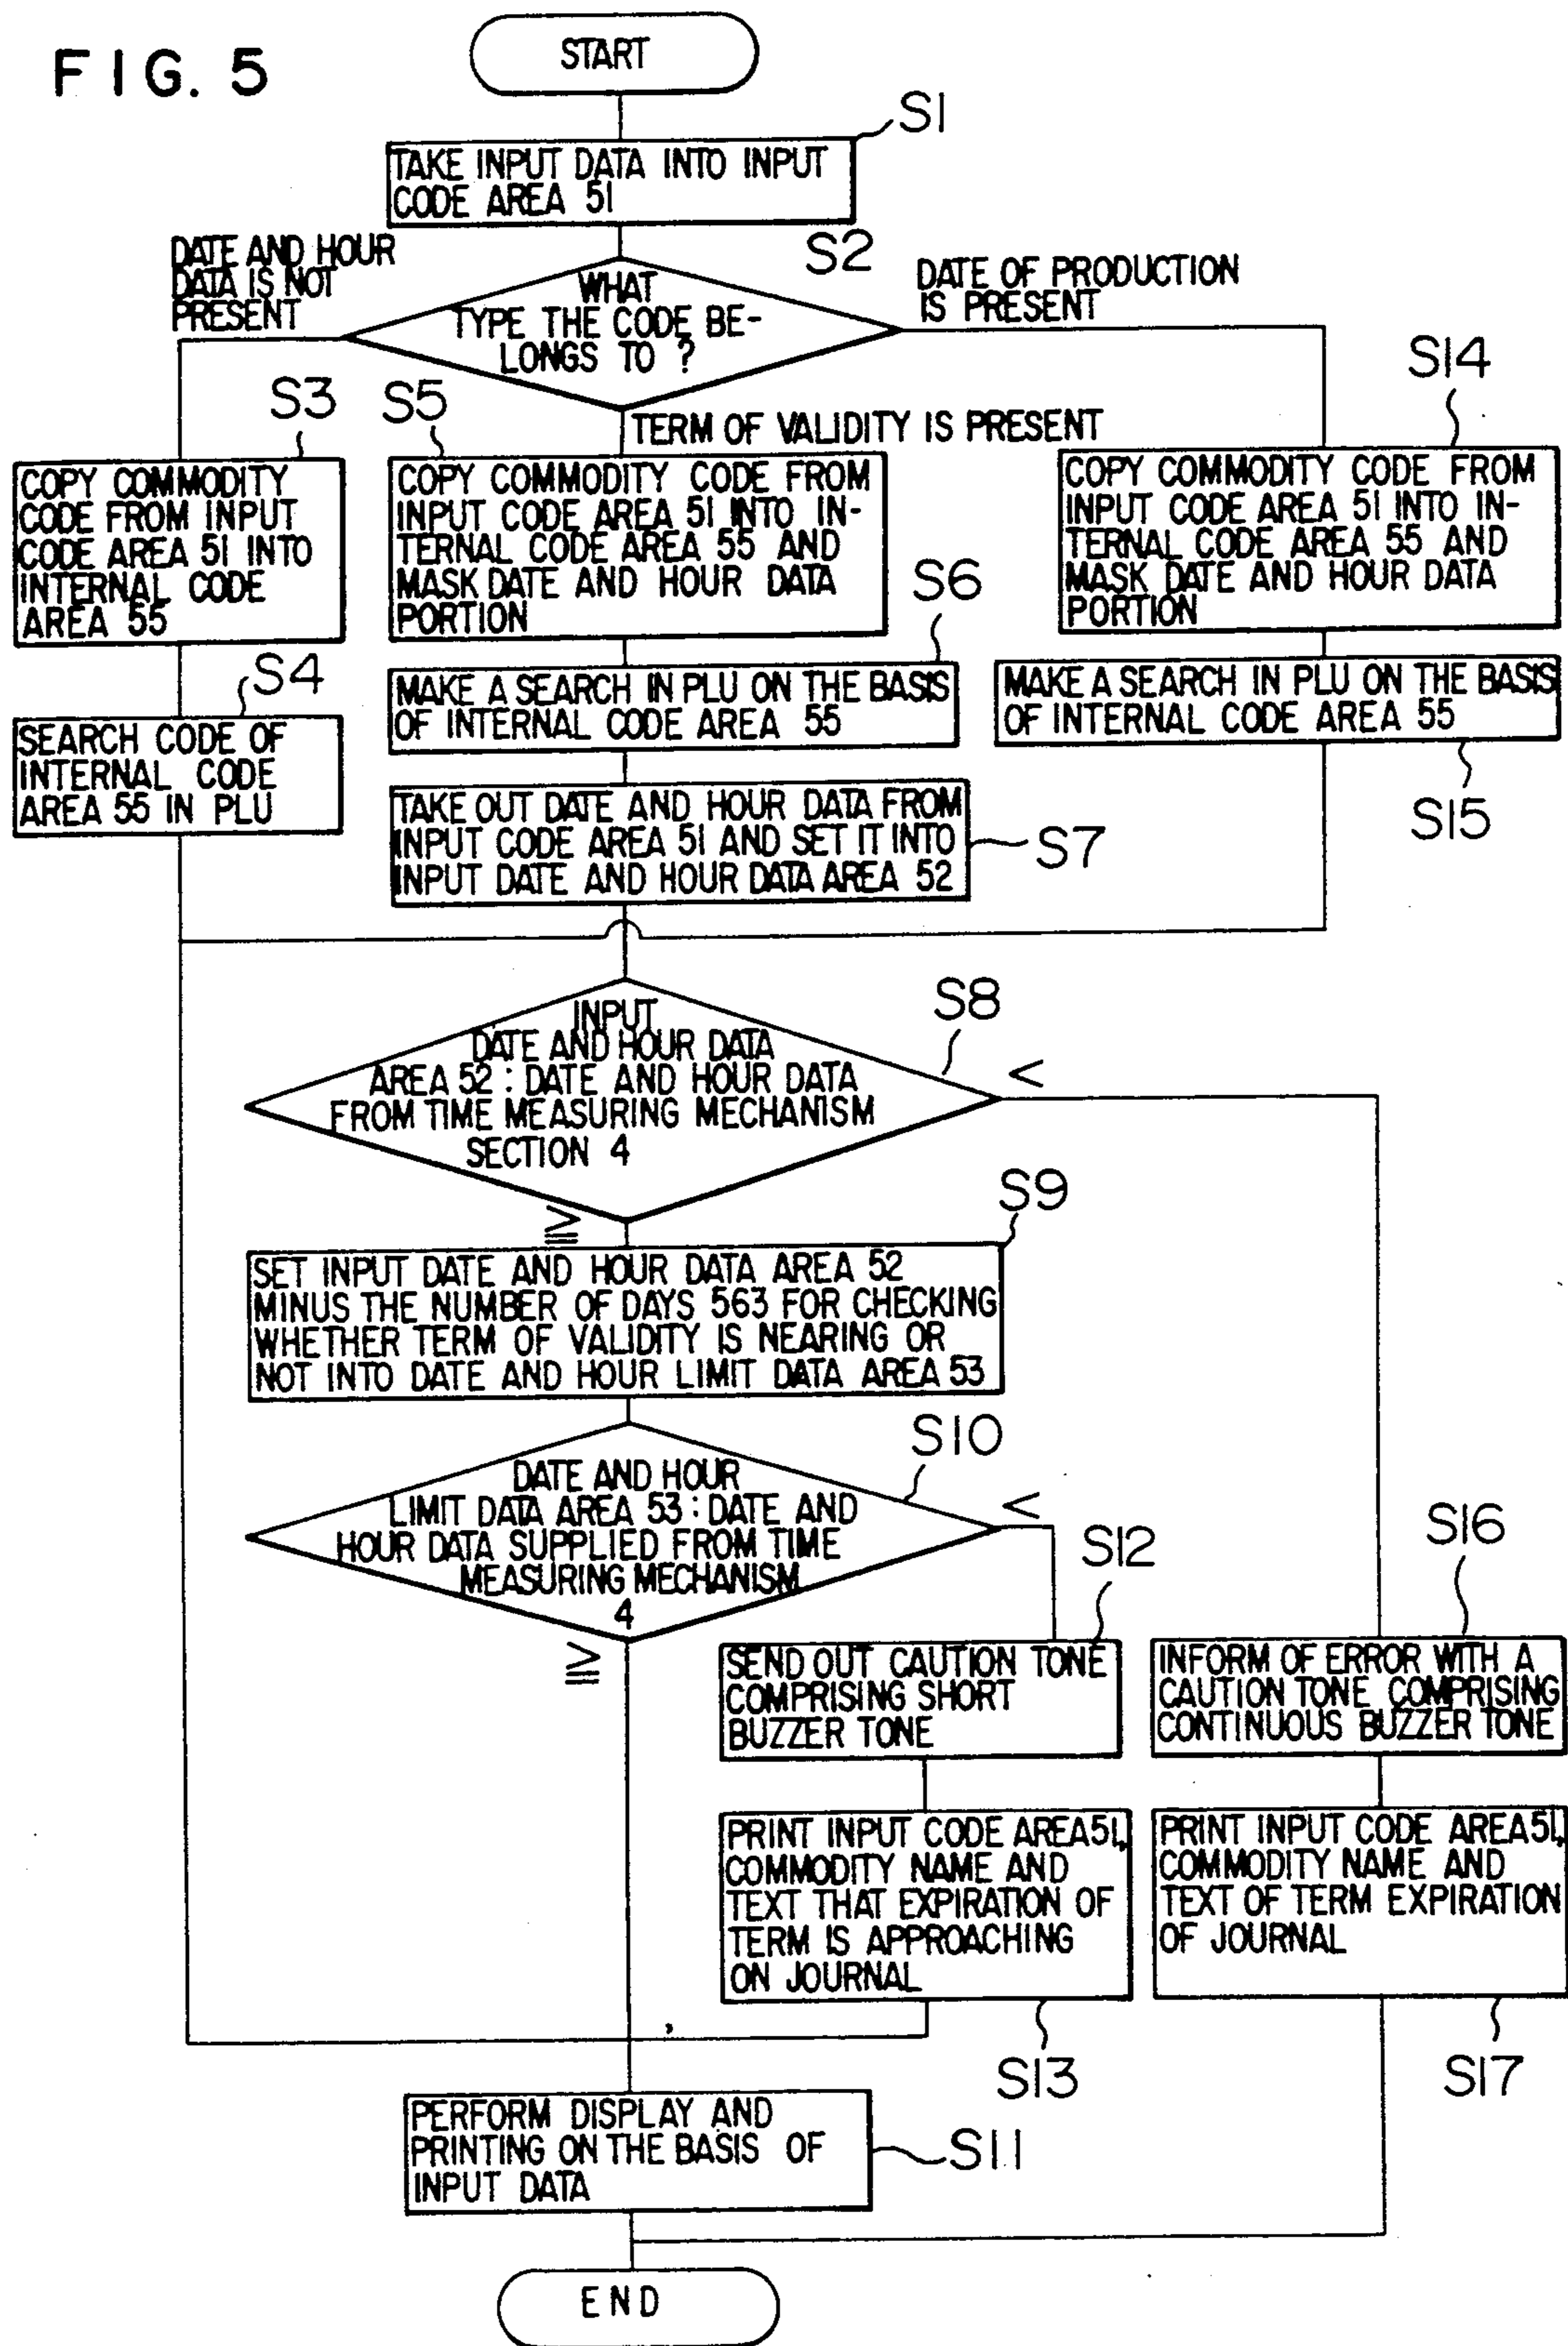 FIG. 5
START
S1
TAKE INPUT DATA INTO INPUT
CODE AREA 51
S2
DATE AND HOUR
DATA IS NOT
PRESENT
WHAT
TYPE THE CODE BE-
LONGS TO ?
DATE OF PRODUCTION
IS PRESENT
TERM OF VALIDITY IS PRESENT
S3
COPY COMMODITY
CODE FROM INPUT
CODE AREA 51 INTO
INTERNAL CODE
AREA 55
S5
COPY COMMODITY CODE FROM
INPUT CODE AREA 51 INTO IN-
TERNAL CODE AREA 55 AND
MASK DATE AND HOUR DATA
PORTION
S14
COPY COMMODITY CODE FROM
INPUT CODE AREA 51 INTO IN-
TERNAL CODE AREA 55 AND
MASK DATE AND HOUR DATA
PORTION
S4
SEARCH CODE OF
INTERNAL CODE
AREA 55 IN PLU
S6
MAKE A SEARCH IN PLU ON THE BASIS
OF INTERNAL CODE AREA 55
MAKE A SEARCH IN PLU ON THE BASIS
OF INTERNAL CODE AREA 55
S15
TAKE OUT DATE AND HOUR DATA FROM
INPUT CODE AREA 51 AND SET IT INTO
INPUT DATE AND HOUR DATA AREA 52
S7
S8
INPUT
DATE AND HOUR DATA
AREA 52 : DATE AND HOUR DATA
FROM TIME MEASURING MECHANISM
SECTION 4
<
≧
S9
SET INPUT DATE AND HOUR DATA AREA 52
MINUS THE NUMBER OF DAYS 563 FOR CHECKING
WHETHER TERM OF VALIDITY IS NEARING OR
NOT INTO DATE AND HOUR LIMIT DATA AREA 53
S10
DATE AND HOUR
LIMIT DATA AREA 53 : DATE AND
HOUR DATA SUPPLIED FROM TIME
MEASURING MECHANISM
4
<
≧
S12
SEND OUT CAUTION TONE
COMPRISING SHORT
BUZZER TONE
S16
INFORM OF ERROR WITH A
CAUTION TONE COMPRISING
CONTINUOUS BUZZER TONE
PRINT INPUT CODE AREA 51,
COMMODITY NAME AND
TEXT THAT EXPIRATION OF
TERM IS APPROACHING
ON JOURNAL
S13
PRINT INPUT CODE AREA 51,
COMMODITY NAME AND
TEXT OF TERM EXPIRATION
OF JOURNAL
S17
PERFORM DISPLAY AND
PRINTING ON THE BASIS OF
INPUT DATA
S11
END